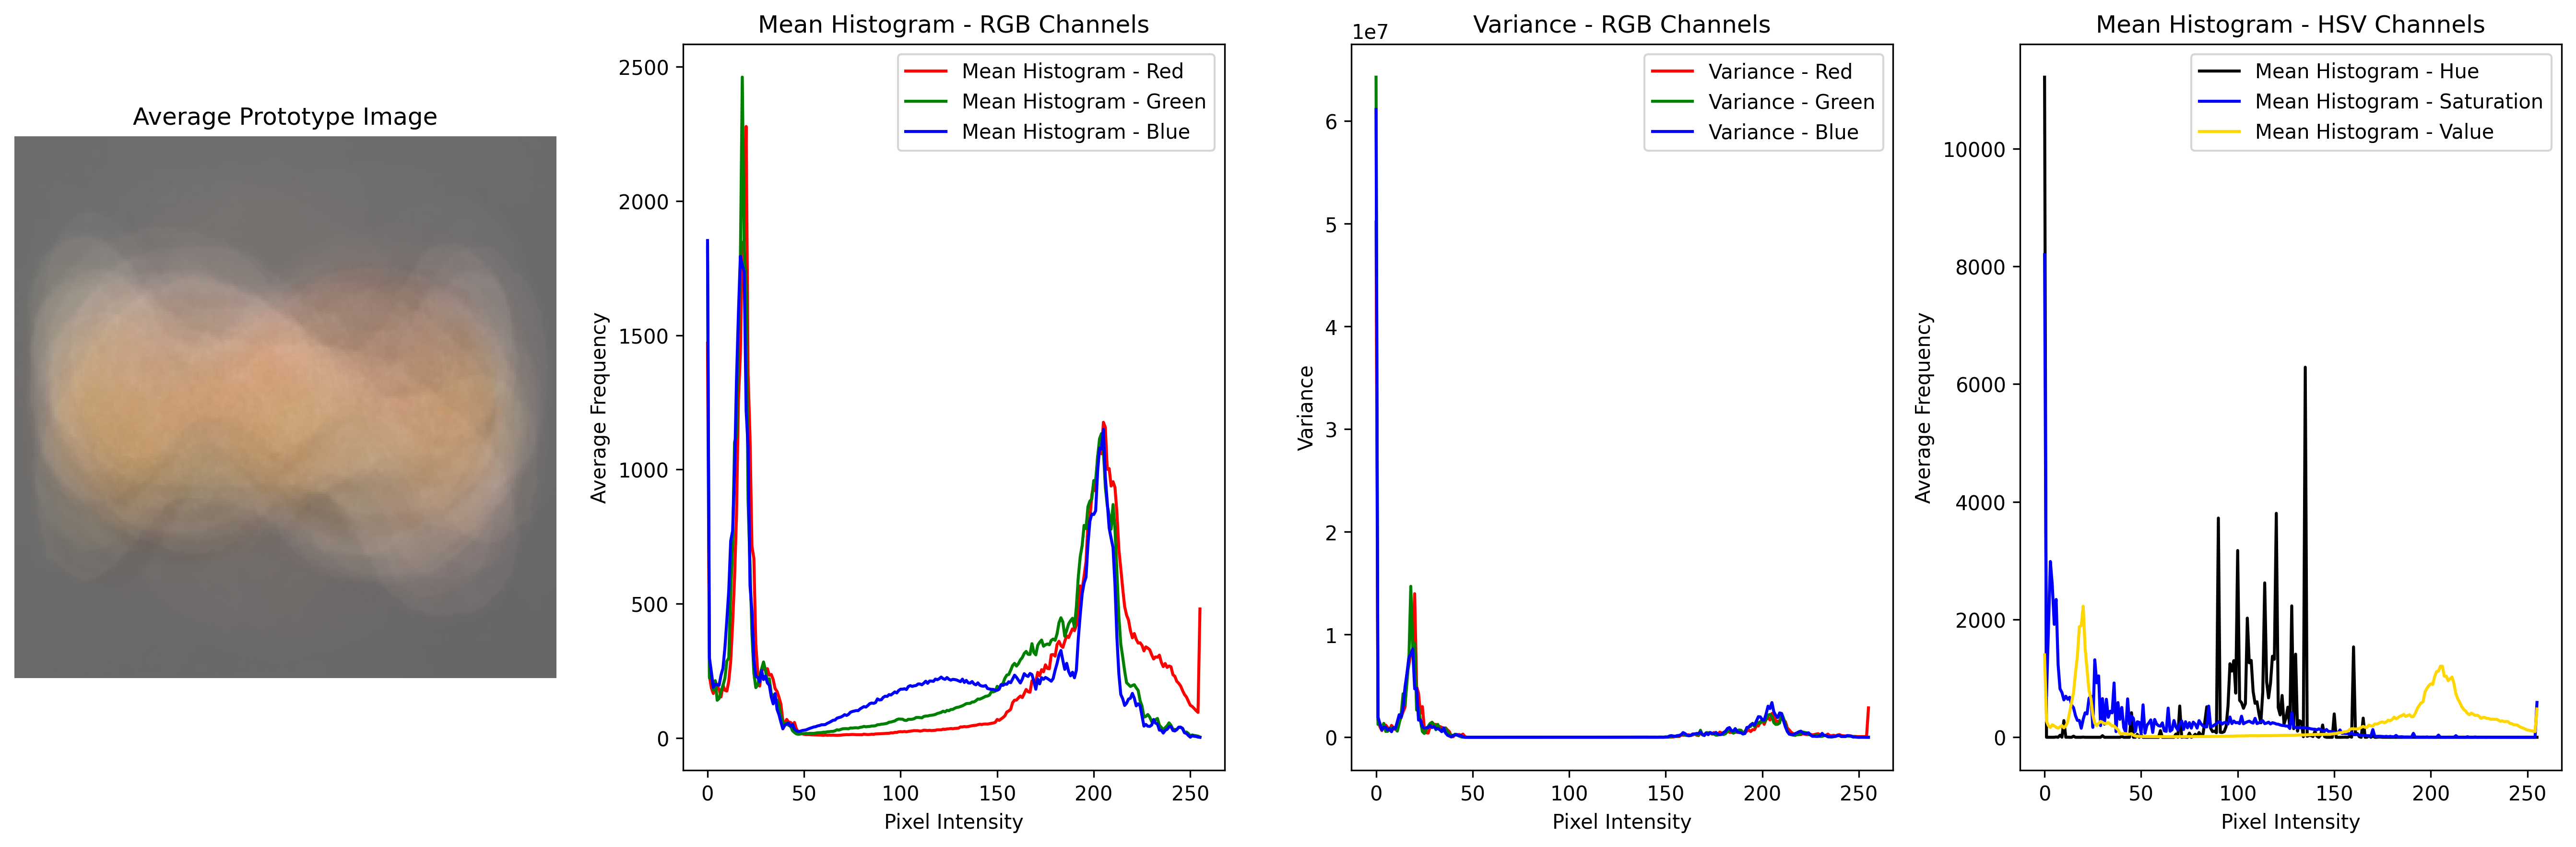 Average Prototype Image
Mean Histogram - RGB Channels
Mean Histogram - Red
Mean Histogram - Green
Mean Histogram - Blue
Average Frequency
2500
2000
1500
1000
500
0
0 50 100 150 200 250
Pixel Intensity
Variance - RGB Channels
1e7
Variance - Red
Variance - Green
Variance - Blue
Variance
6
5
4
3
2
1
0
0 50 100 150 200 250
Pixel Intensity
Mean Histogram - HSV Channels
Mean Histogram - Hue
Mean Histogram - Saturation
Mean Histogram - Value
Average Frequency
10000
8000
6000
4000
2000
0
0 50 100 150 200 250
Pixel Intensity